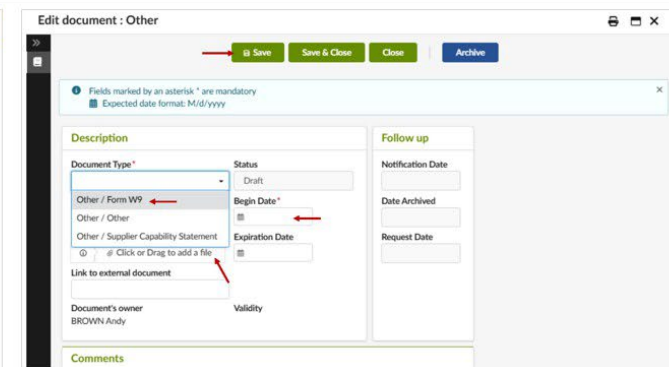 Edit document : Other
Save Save & Close Close Archive
Fields marked by an asterisk * are mandatory
Expected date format: M/d/yyyy
Description
Follow up
Document Type *
Status
Notification Date
Draft
Other / Form W9
Begin Date *
Date Archived
Other / Other
Other / Supplier Capability Statement
Expiration Date
Request Date
Click or Drag to add a file
Link to external document
Document's owner
Validity
BROWN Andy
Comments